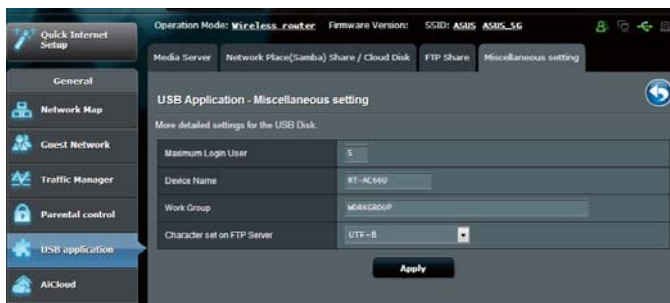 Quick Internet
Setup
Operation Mode: Wireless router Firmware Version: SSID: ASUS ASUS_5G
Media Server Network Place(Samba) Share / Cloud Disk FTP Share Miscellaneous setting
General
Network Map
Guest Network
Traffic Manager
Parental control
USB application
AiCloud
USB Application - Miscellaneous setting
More detailed settings for the USB Disk.
Maximum Login User 5
Device Name RT-AC66U
Work Group WORKGROUP
Character set on FTP Server UTF-8
Apply